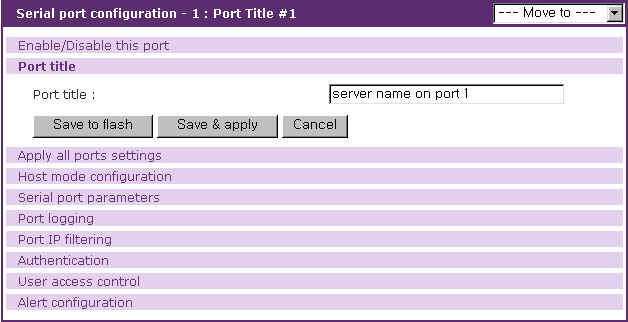 Serial port configuration - 1 : Port Title #1 --- Move to ---
Enable/Disable this port
Port title
Port title : server name on port 1
Save to flash Save & apply Cancel
Apply all ports settings
Host mode configuration
Serial port parameters
Port logging
Port IP filtering
Authentication
User access control
Alert configuration